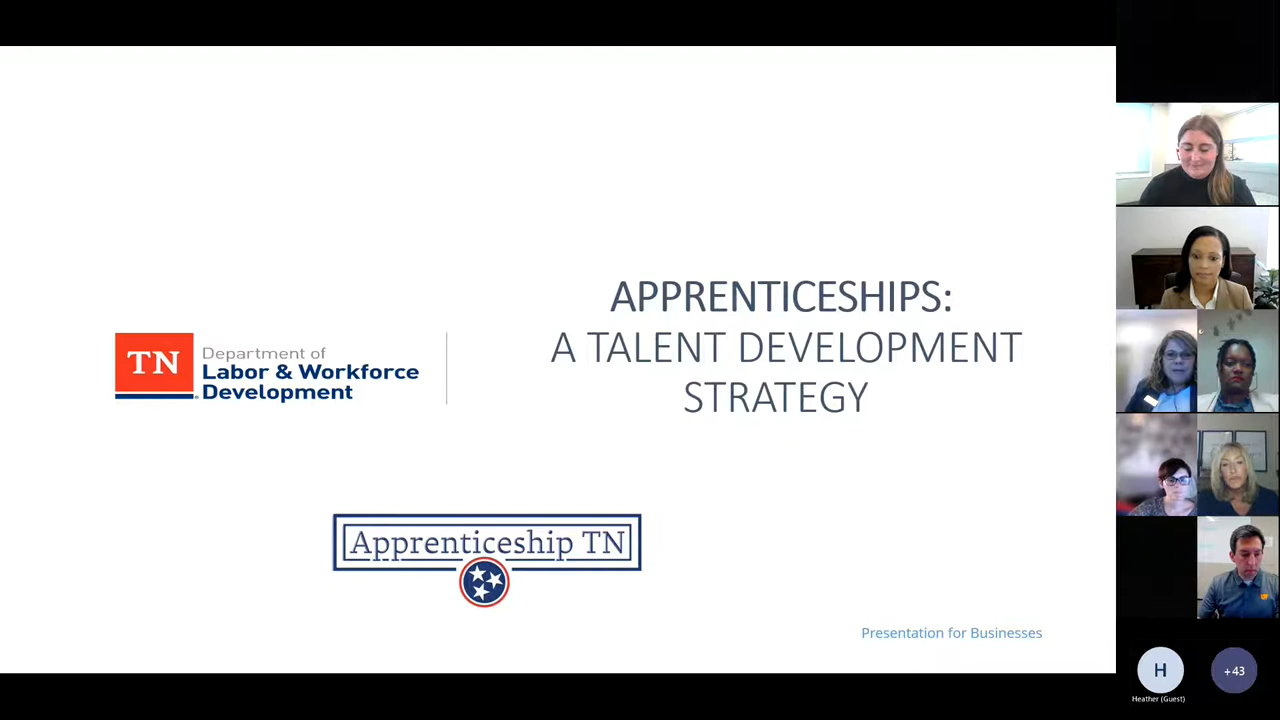 APPRENTICESHIPS:
A TALENT DEVELOPMENT
STRATEGY
TN
Department of
Labor & Workforce
Development
Apprenticeship TN
Presentation for Businesses
H
+43
Heather (Guest)